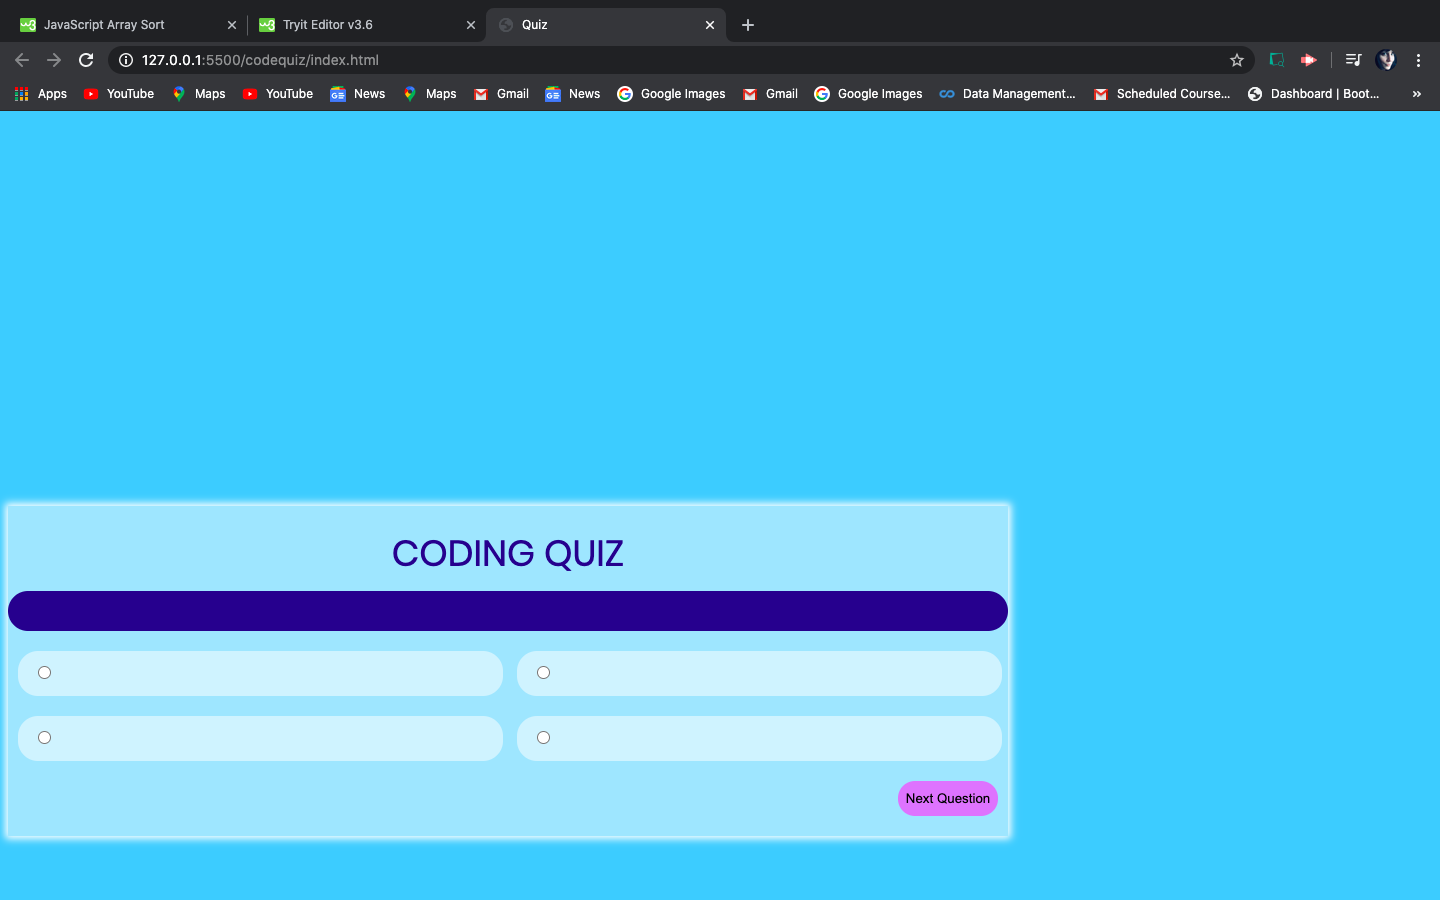 JavaScript Array Sort
Tryit Editor v3.6
Quiz
127.0.0.1:5500/codequiz/index.html
Apps YouTube Maps YouTube News Maps Gmail News Google Images Gmail Google Images Data Management... Scheduled Course... Dashboard | Boot... »
CODING QUIZ
Next Question